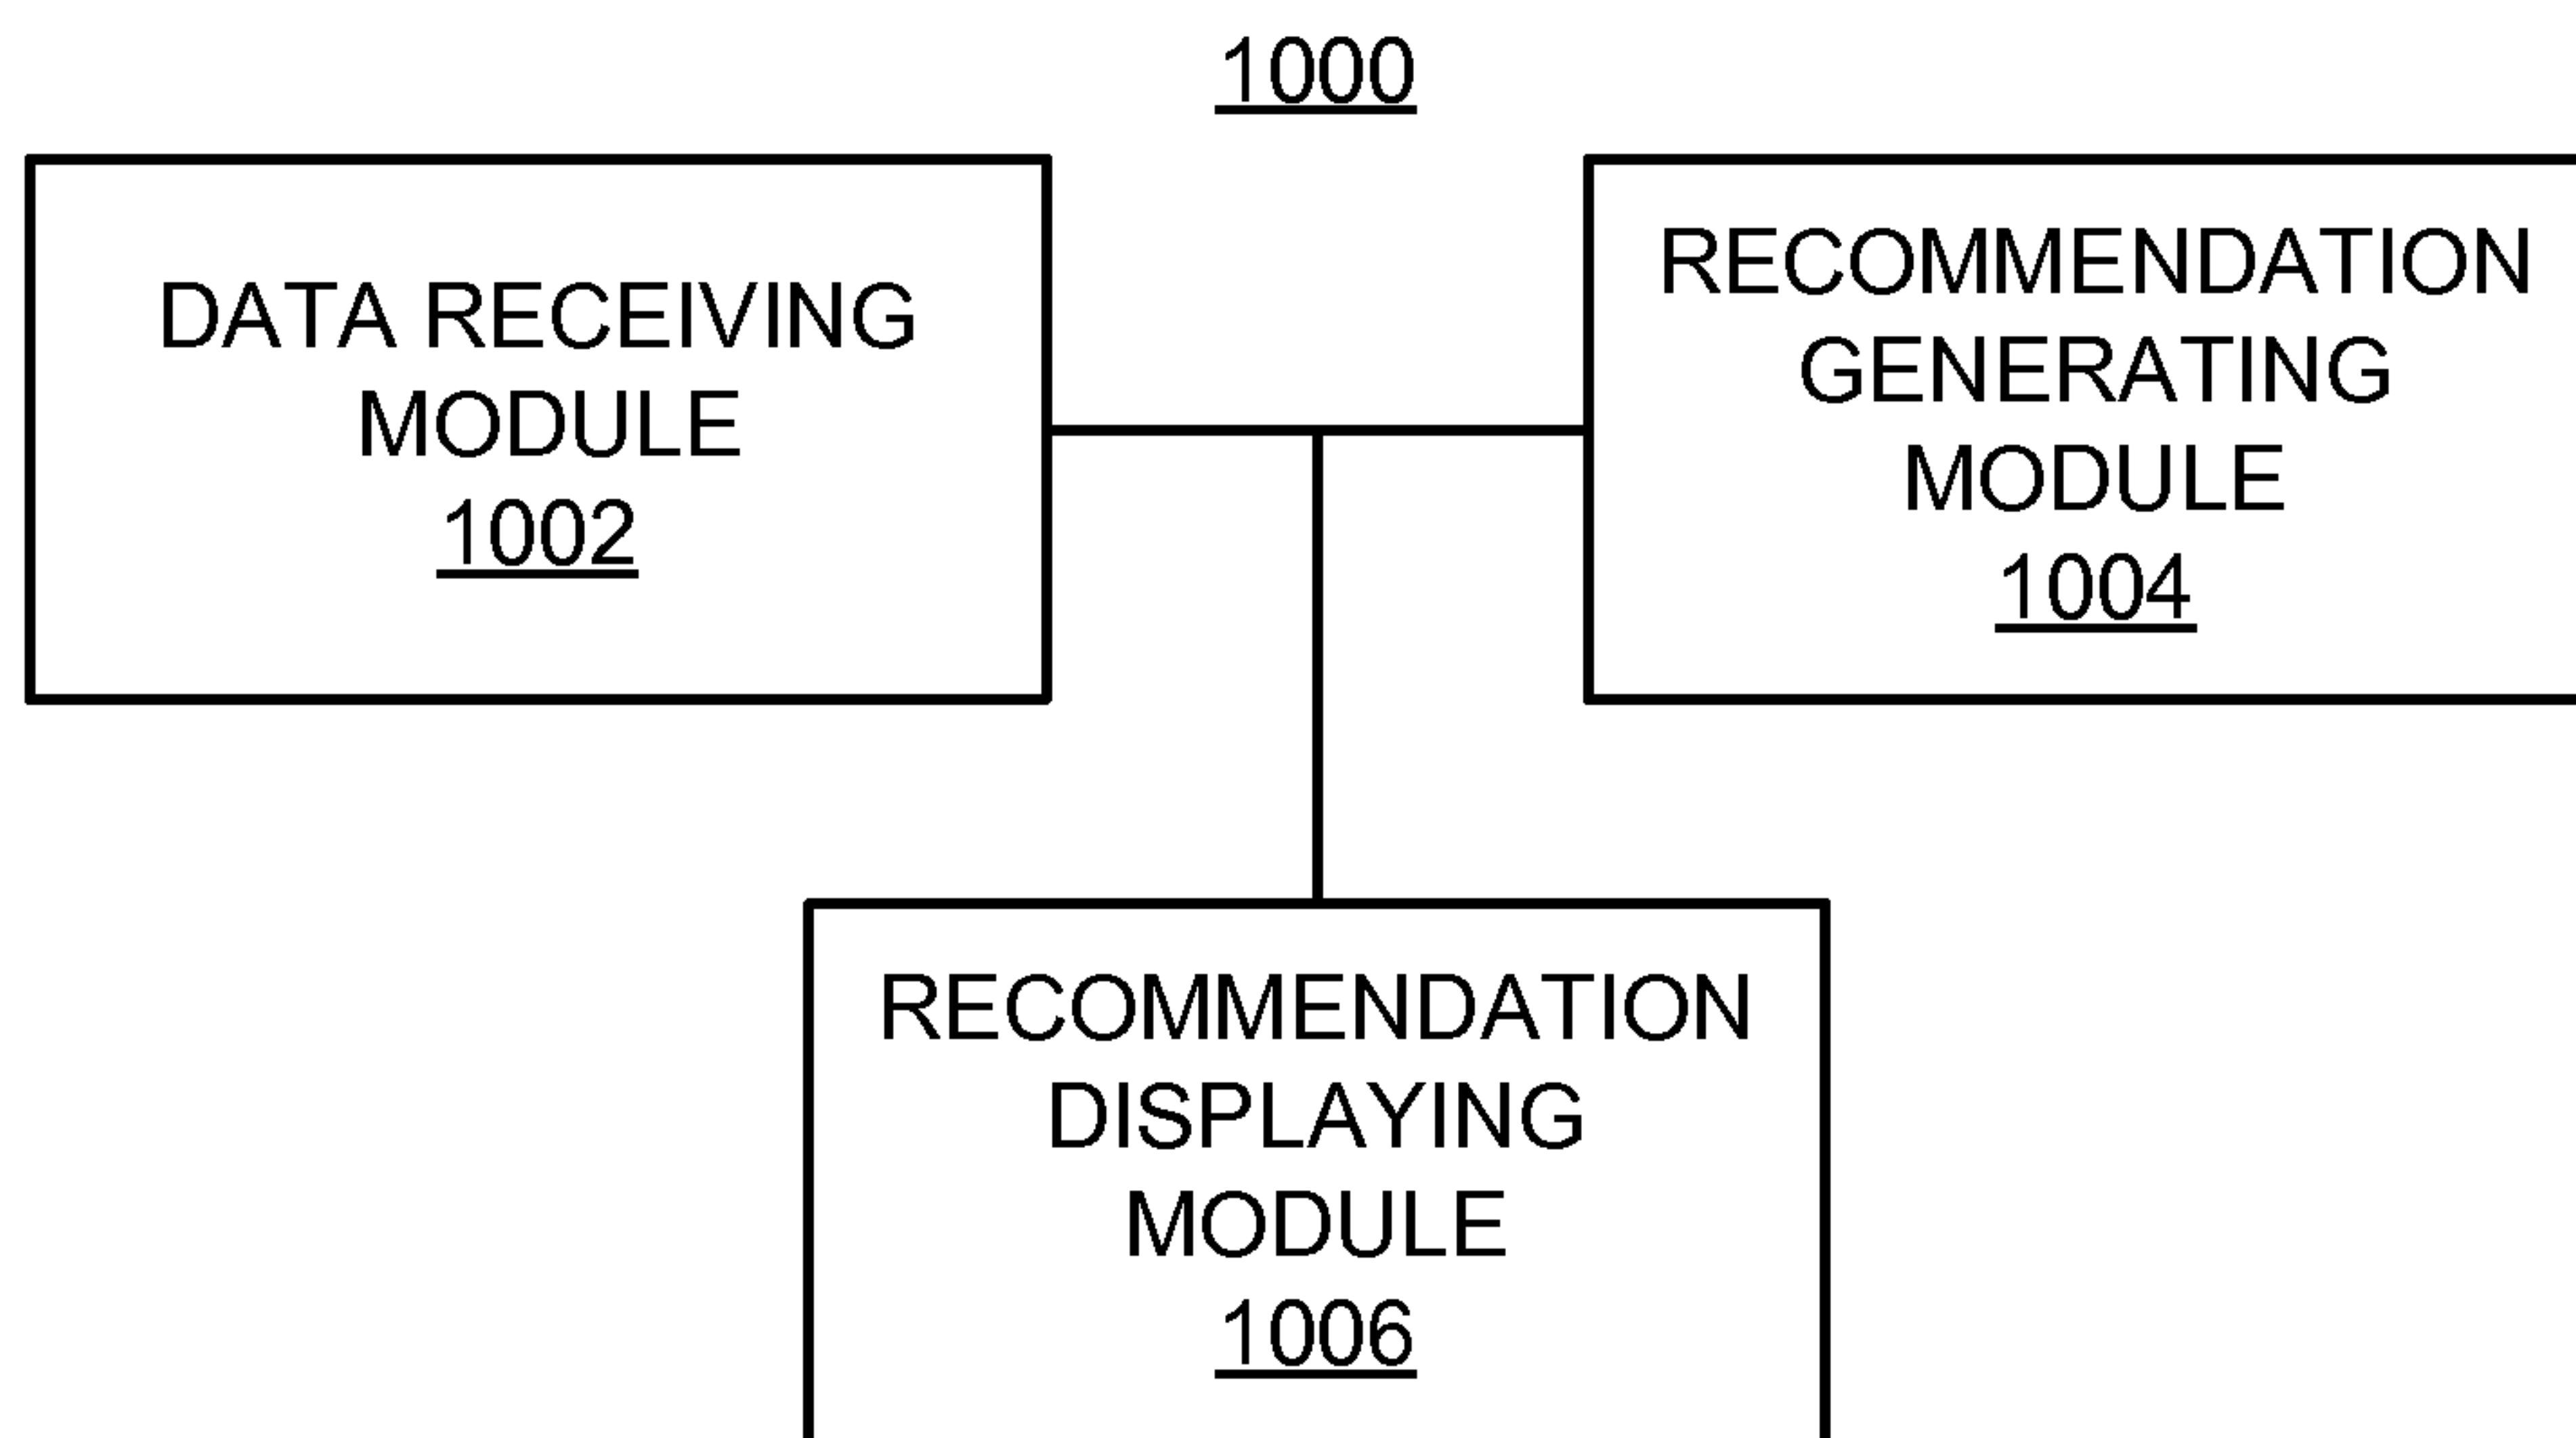 1000
DATA RECEIVING
MODULE
1002
RECOMMENDATION
GENERATING
MODULE
1004
RECOMMENDATION
DISPLAYING
MODULE
1006